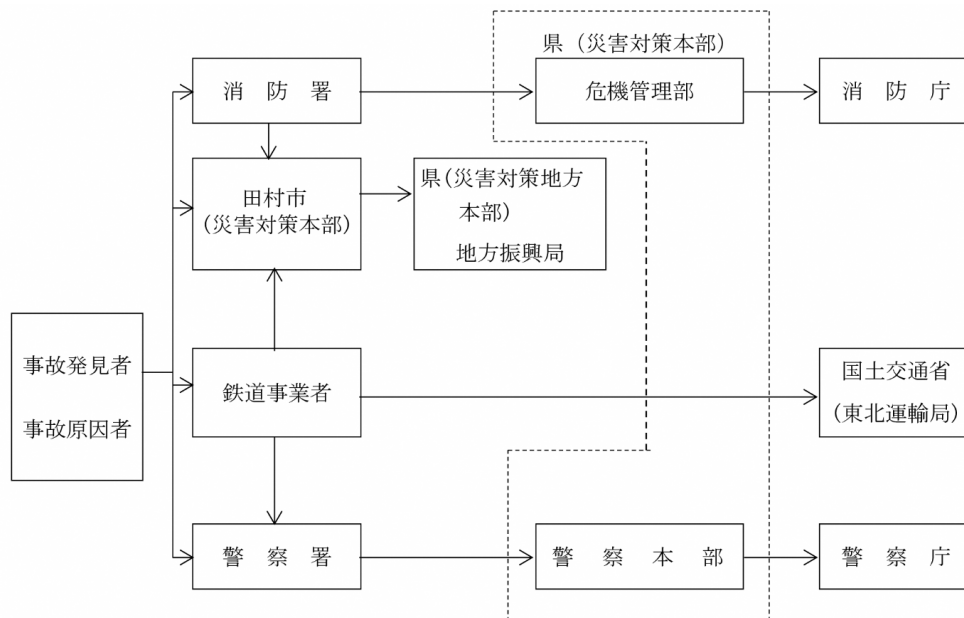 県（災害対策本部）
消防署
危機管理部
消防庁
田村市
（災害対策本部）
県（災害対策地方
本部）
地方振興局
事故発見者
事故原因者
鉄道事業者
国土交通省
（東北運輸局）
警察署
警察本部
警察庁